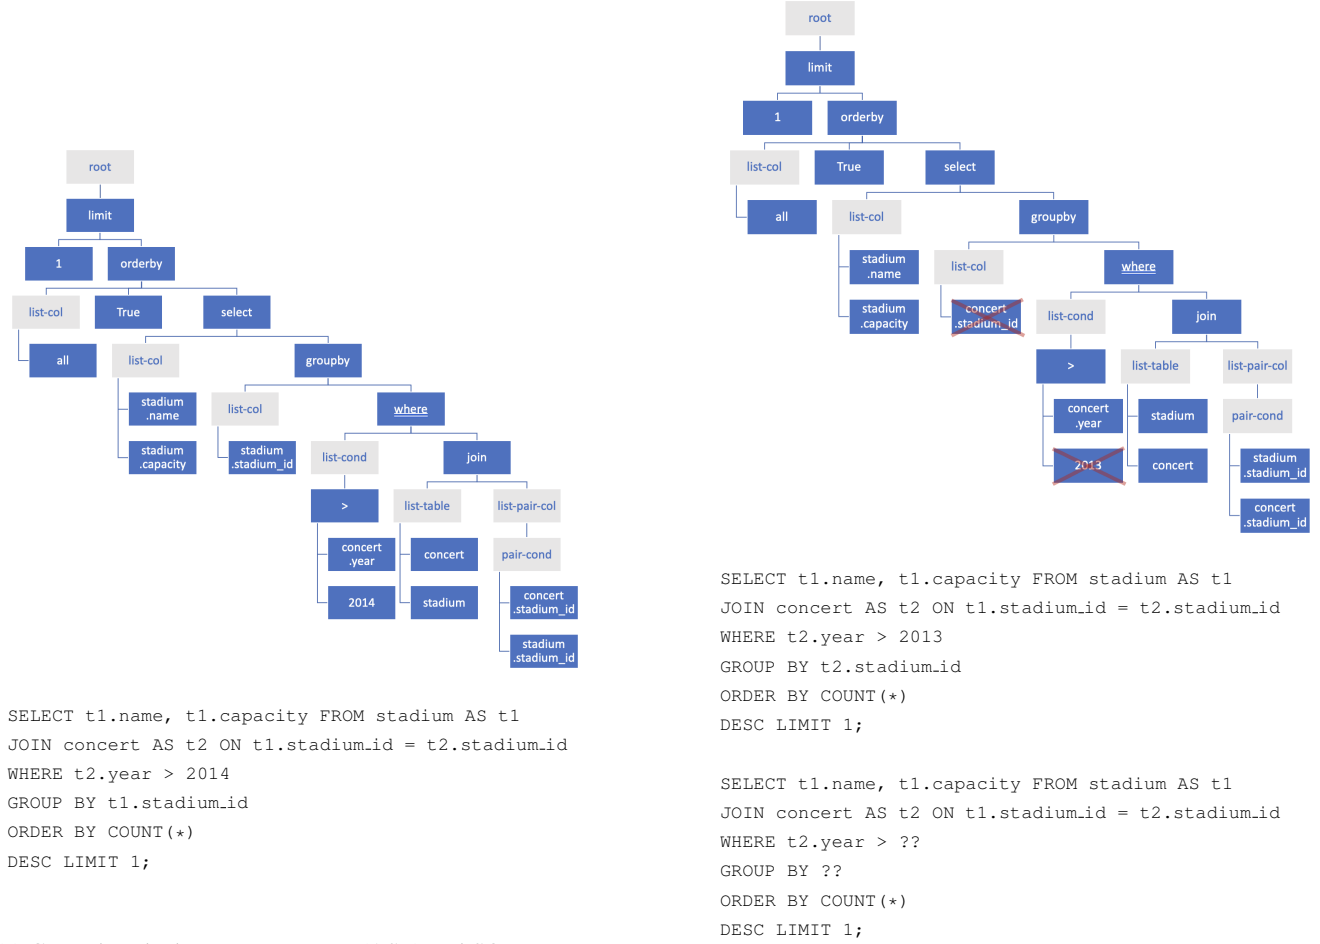 root
limit
1
orderby
list-col
True
select
all
list-col
groupby
stadium
.name
list-col
where
stadium
.capacity
stadium
.stadium_id
list-cond
join
>
list-table
list-pair-col
concert
.year
concert
pair-cond
2014
stadium
concert
.stadium_id
stadium
.stadium_id
SELECT t1.name, t1.capacity FROM stadium AS t1
JOIN concert AS t2 ON t1.stadium_id = t2.stadium_id
WHERE t2.year > 2014
GROUP BY t1.stadium_id
ORDER BY COUNT(*)
DESC LIMIT 1;
root
limit
1
orderby
list-col
True
select
all
list-col
groupby
stadium
.name
list-col
where
stadium
.capacity
concert
.stadium_id
list-cond
join
>
list-table
list-pair-col
concert
.year
stadium
pair-cond
2013
concert
stadium
.stadium_id
concert
.stadium_id
SELECT t1.name, t1.capacity FROM stadium AS t1
JOIN concert AS t2 ON t1.stadium_id = t2.stadium_id
WHERE t2.year > 2013
GROUP BY t2.stadium_id
ORDER BY COUNT(*)
DESC LIMIT 1;
SELECT t1.name, t1.capacity FROM stadium AS t1
JOIN concert AS t2 ON t1.stadium_id = t2.stadium_id
WHERE t2.year > ??
GROUP BY ??
ORDER BY COUNT(*)
DESC LIMIT 1;